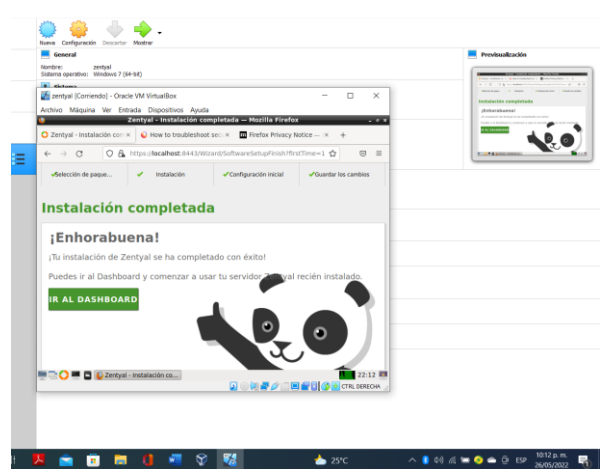 Nueva Configuración Descartar Mostrar
General
Nombre: zentyal
Sistema operativo: Windows 7 (64-bit)
Sistema
Previsualización
zentyal [Corriendo] - Oracle VM VirtualBox
Archivo Máquina Ver Entrada Dispositivos Ayuda
Zentyal - Instalación completada — Mozilla Firefox
Zentyal - Instalación con
How to troubleshoot sec
Firefox Privacy Notice —
https://localhost:8443/Wizard/SoftwareSetupFinish?firstTime=1
Selección de paque...
Instalación
Configuración inicial
Guardar los cambios
Instalación completada
¡Enhorabuena!
¡Tu instalación de Zentyal se ha completado con éxito!
Puedes ir al Dashboard y comenzar a usar tu servidor Zentyal recién instalado.
IR AL DASHBOARD
Zentyal - Instalación co...
22:12
CTRL DERECHA
Instalación completada
¡Enhorabuena!
25°C
ESP
10:12 p. m.
26/05/2022